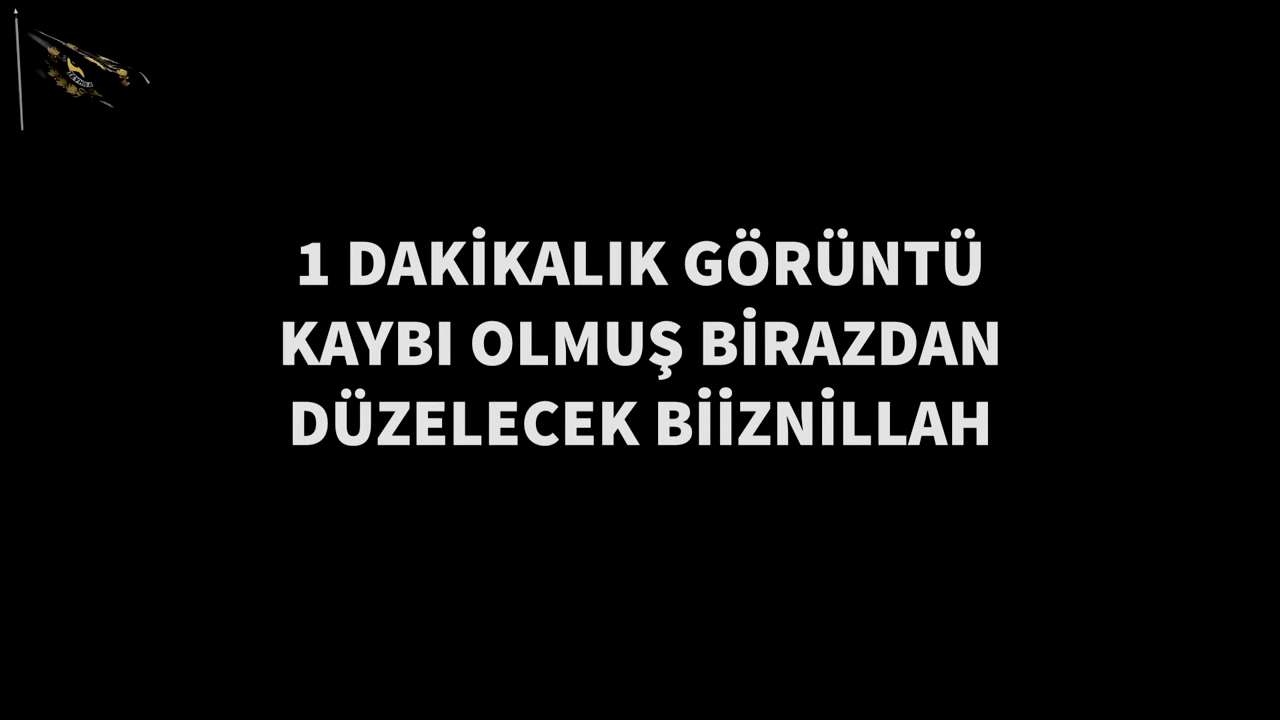 1 DAKİKALIK GÖRÜNTÜ
KAYBI OLMUŞ BİRAZDAN
DÜZELECEK BİİZNİLLAH